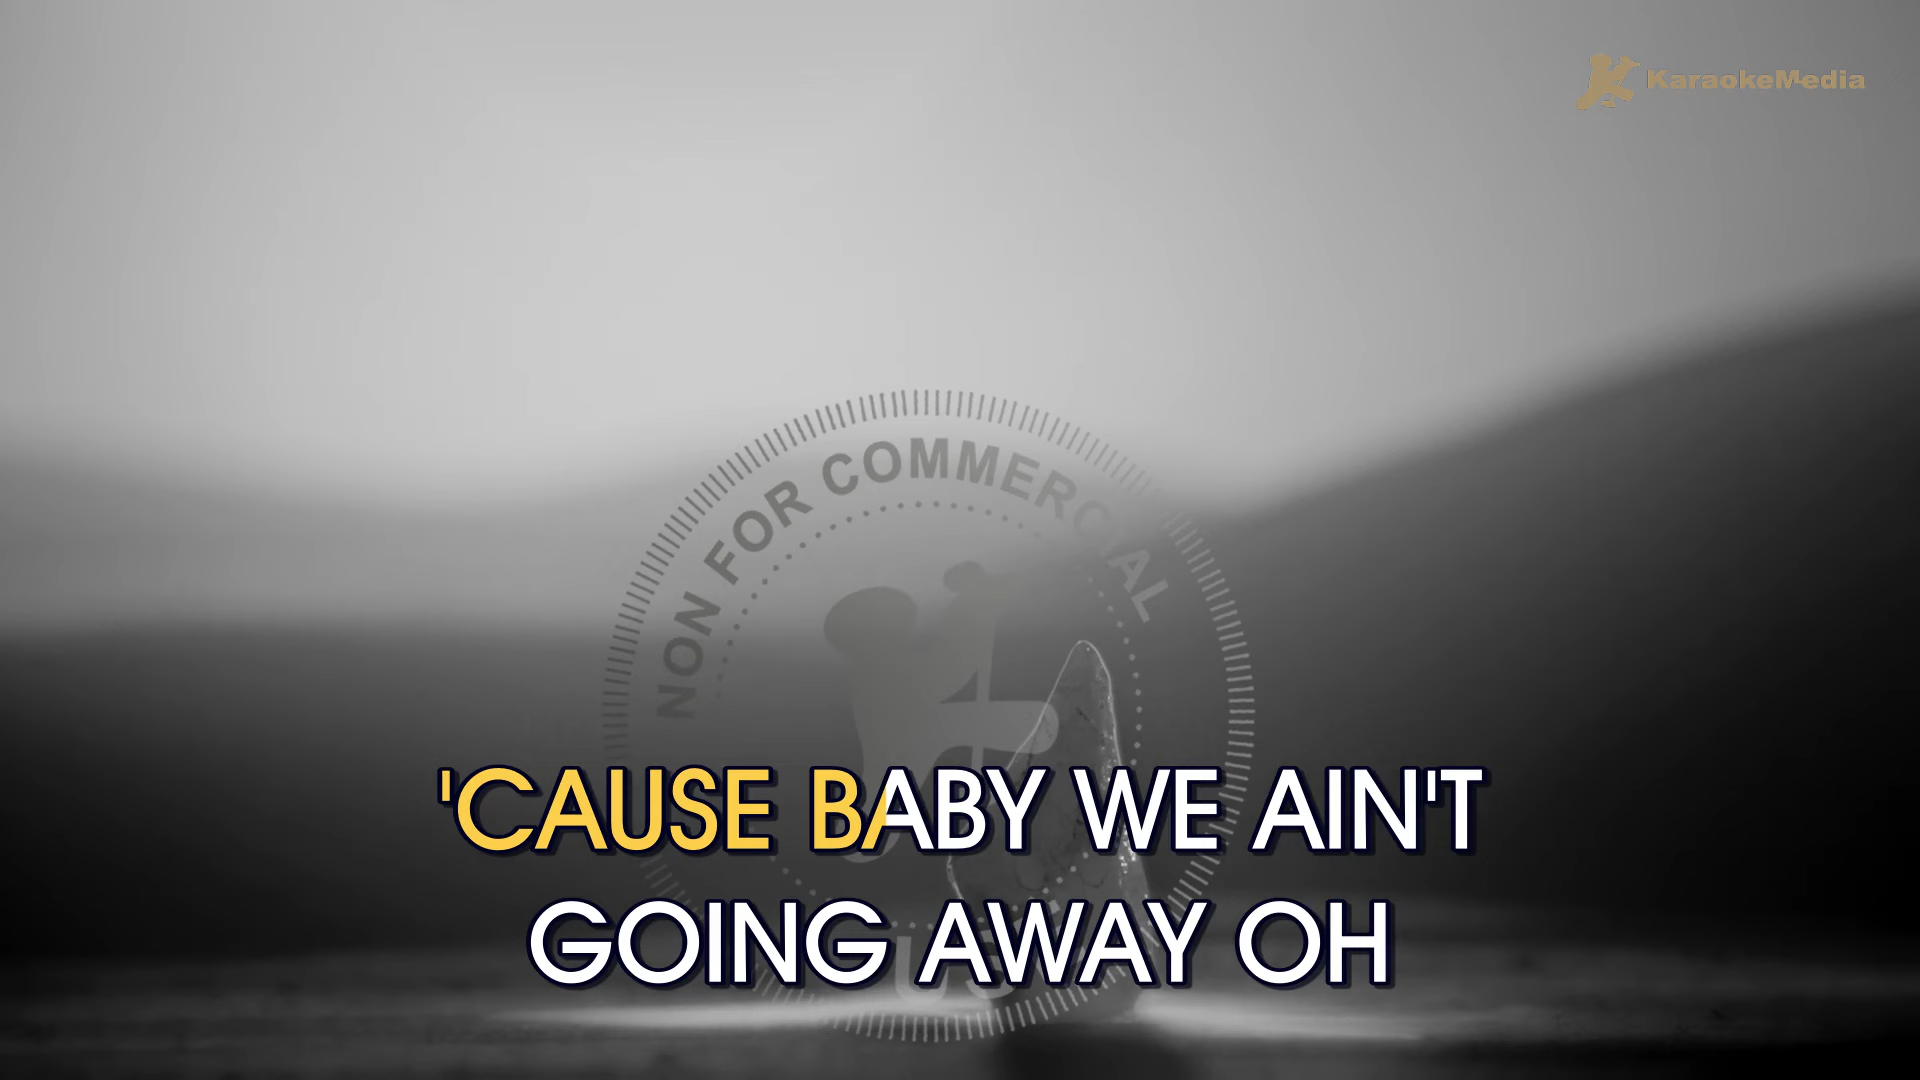 KaraokeMedia
NON FOR COMMERCIAL
'CAUSE BABY WE AIN'T
GOING AWAY OH